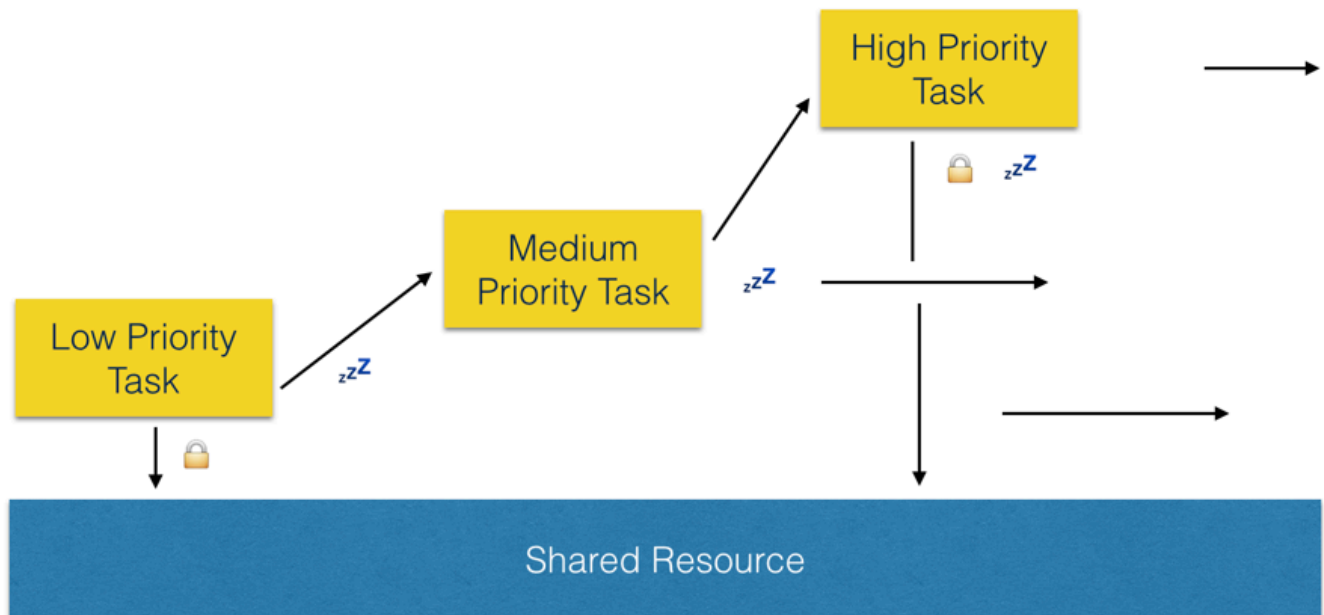 High Priority
Task
zzZ
Medium
Priority Task
zzZ
Low Priority
Task
zzZ
Shared Resource